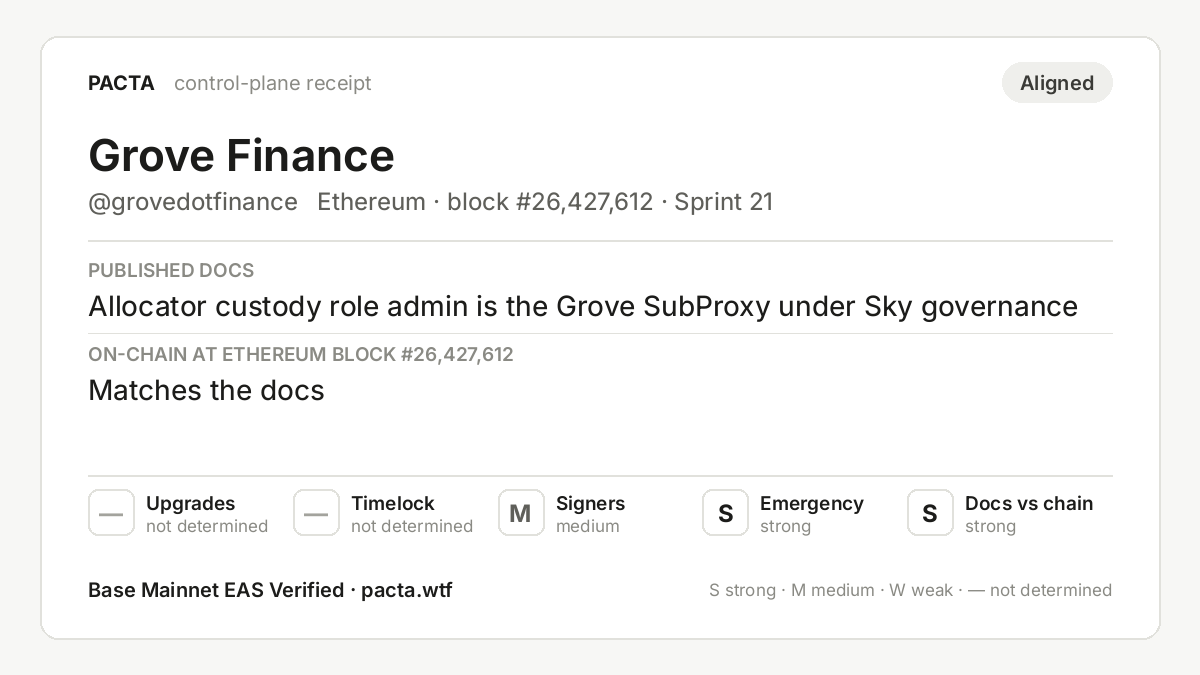 PACTA control-plane receipt Aligned
Grove Finance
@grovedotfinance Ethereum · block #26,427,612 · Sprint 21
PUBLISHED DOCS
Allocator custody role admin is the Grove SubProxy under Sky governance
ON-CHAIN AT ETHEREUM BLOCK #26,427,612
Matches the docs
— Upgrades not determined
— Timelock not determined
M Signers medium
S Emergency strong
S Docs vs chain strong
Base Mainnet EAS Verified · pacta.wtf
S strong · M medium · W weak · — not determined